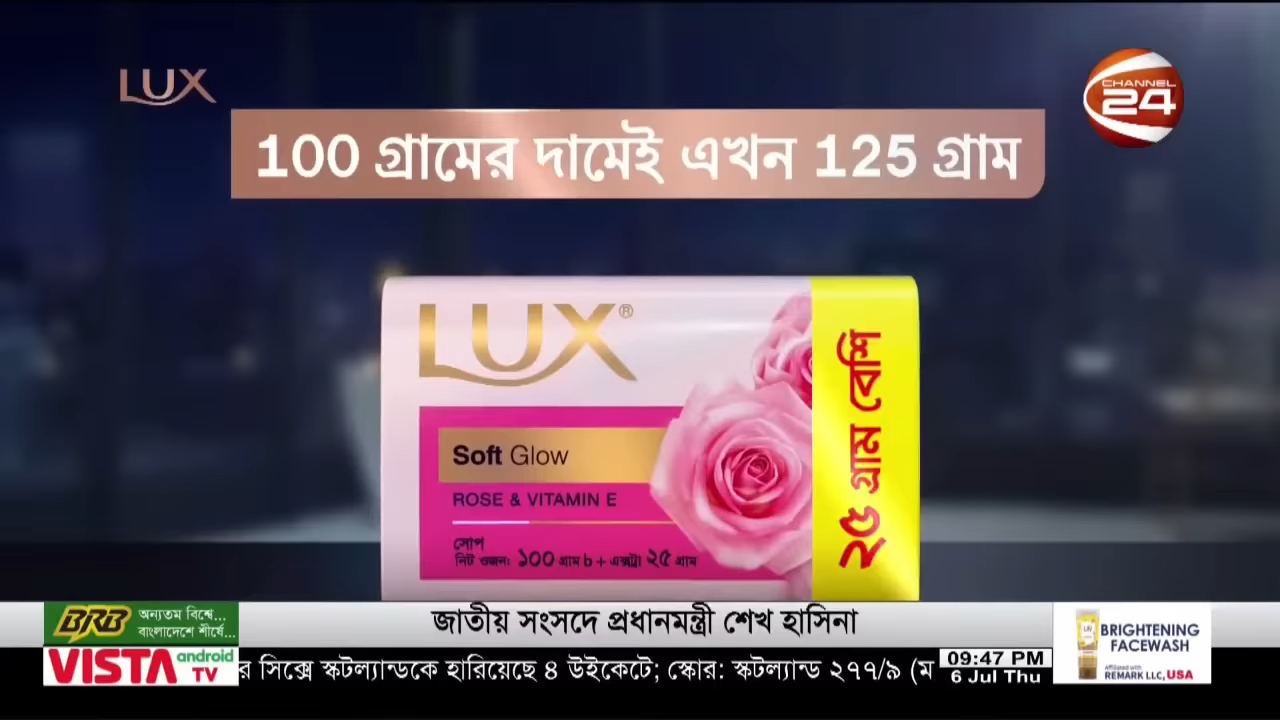 LUX
CHANNEL
24
100 গ্রামের দামেই এখন 125 গ্রাম
LUX®
Soft Glow
ROSE & VITAMIN E
সোপ
নিট ওজন: ১০০ গ্রাম b + এক্সট্রা ২৫ গ্রাম
২৫ গ্রাম বেশি
BRB
অন্যতম বিশ্বে...
বাংলাদেশে শীর্ষে...
জাতীয় সংসদে প্রধানমন্ত্রী শেখ হাসিনা
VISTA android TV
র সিক্সে স্কটল্যান্ডকে হারিয়েছে ৪ উইকেটে; স্কোর: স্কটল্যান্ড ২৭৭/৯ (ম
09:47 PM
6 Jul Thu
BRIGHTENING
FACEWASH
Affiliated with
REMARK LLC, USA